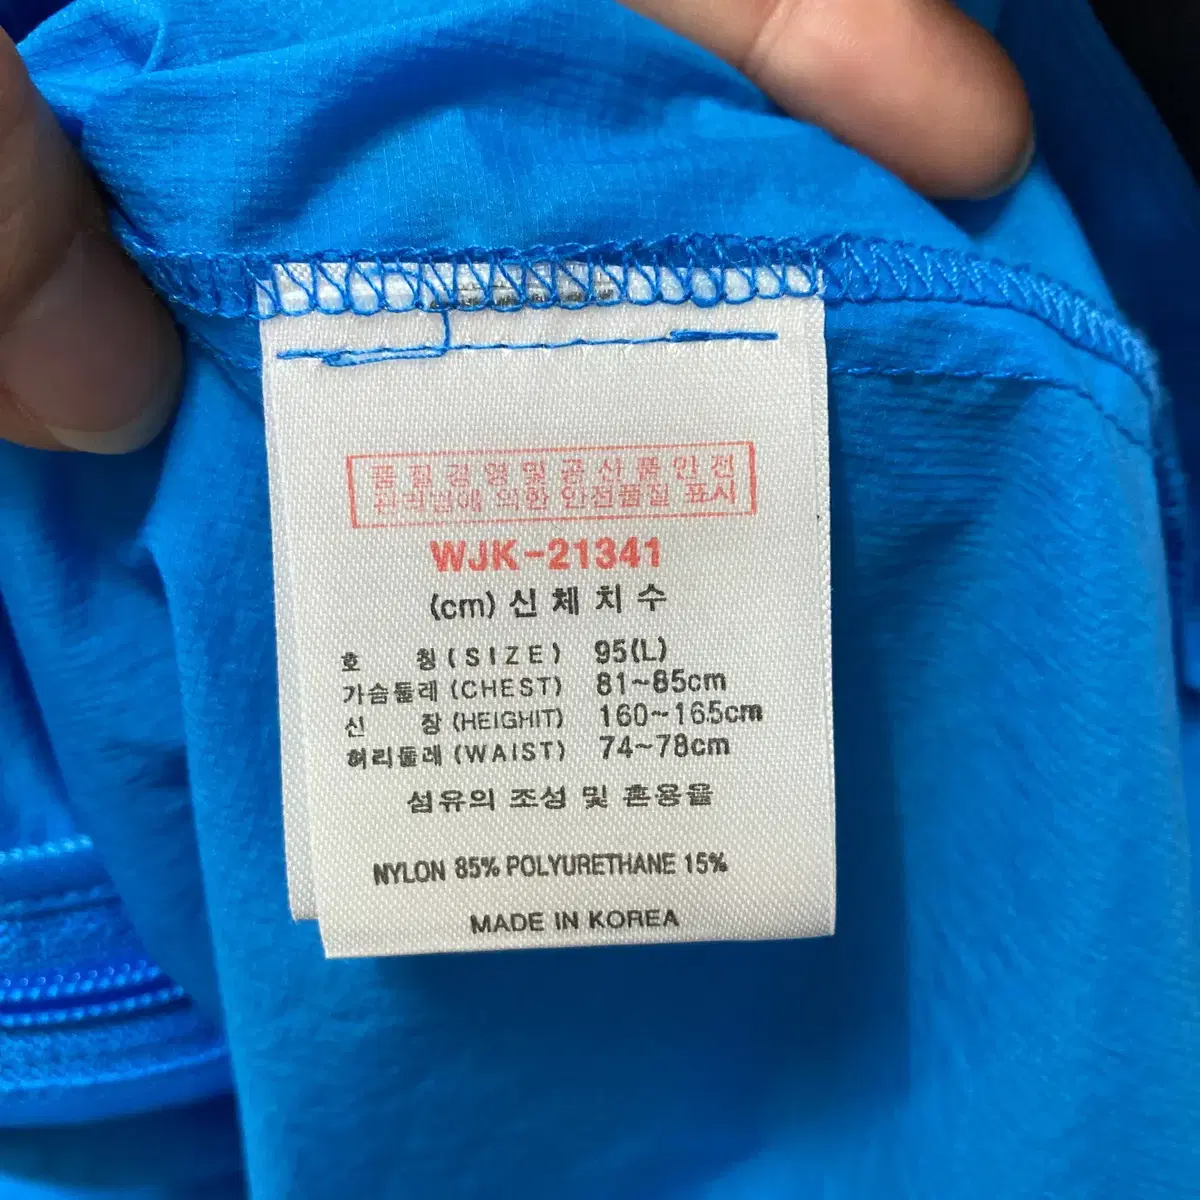 품질경영및공산품안전
관리법에 의한 안전품질 표시
WJK-21341
(cm) 신체치수
호 칭(SIZE) 95(L)
가슴둘레(CHEST) 81~85cm
신 장(HEIGHIT) 160~165cm
허리둘레(WAIST) 74~78cm
섬유의 조성 및 혼용율
NYLON 85% POLYURETHANE 15%
MADE IN KOREA